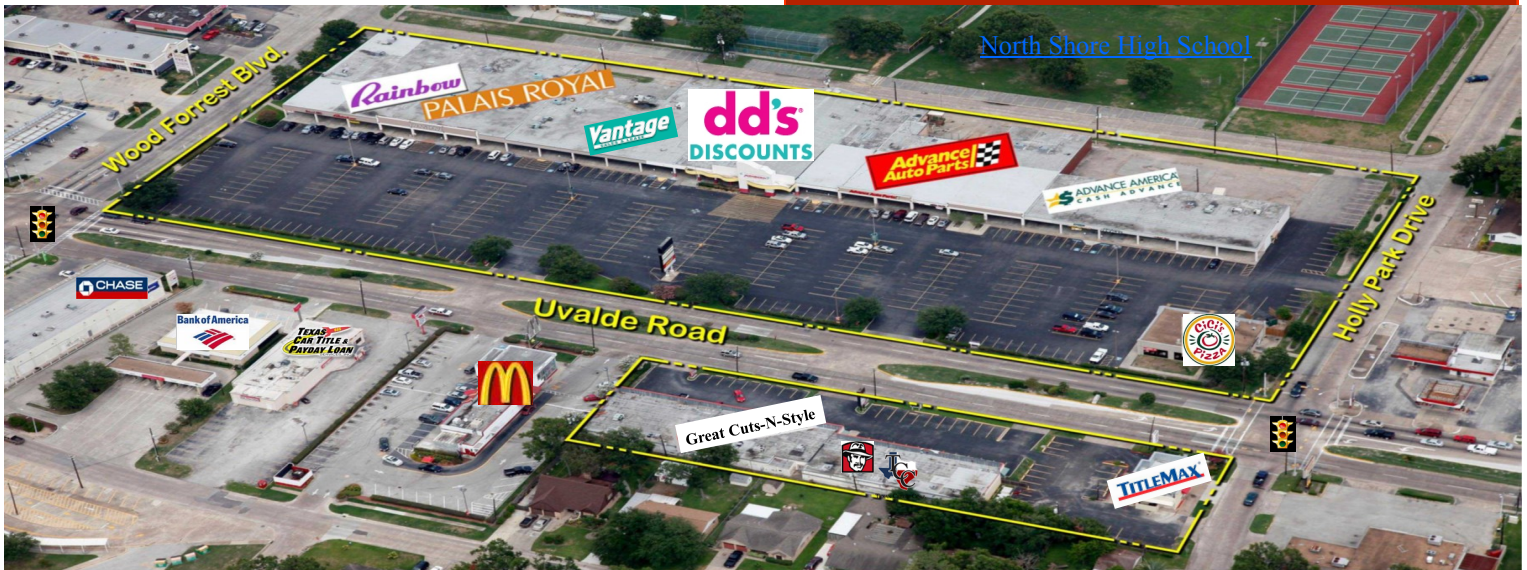 North Shore High School
Wood Forrest Blvd.
Rainbow
PALAIS ROYAL
Vantage
SALES & LEASE
dd's
DISCOUNTS
Advance
Auto Parts
ADVANCE AMERICA
CASH ADVANCE
Holly Park Drive
CHASE
Bank of America
TEXAS
CAR TITLE &
PAYDAY LOAN
Uvalde Road
CiCi's
PIZZA
Great Cuts-N-Style
TITLEMAX